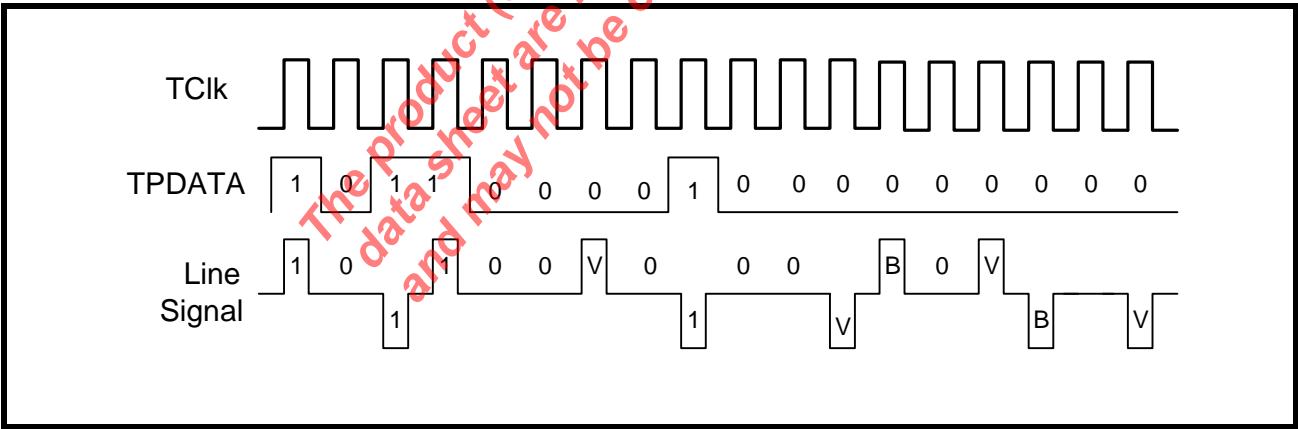 TClk
TPDATA 1 0 1 1 0 0 0 0 1 0 0 0 0 0 0 0 0 0
Line Signal 1 0 1 1 0 0 V 0 1 0 0 V B 0 V B V
The product (
data sheet are
and may not be